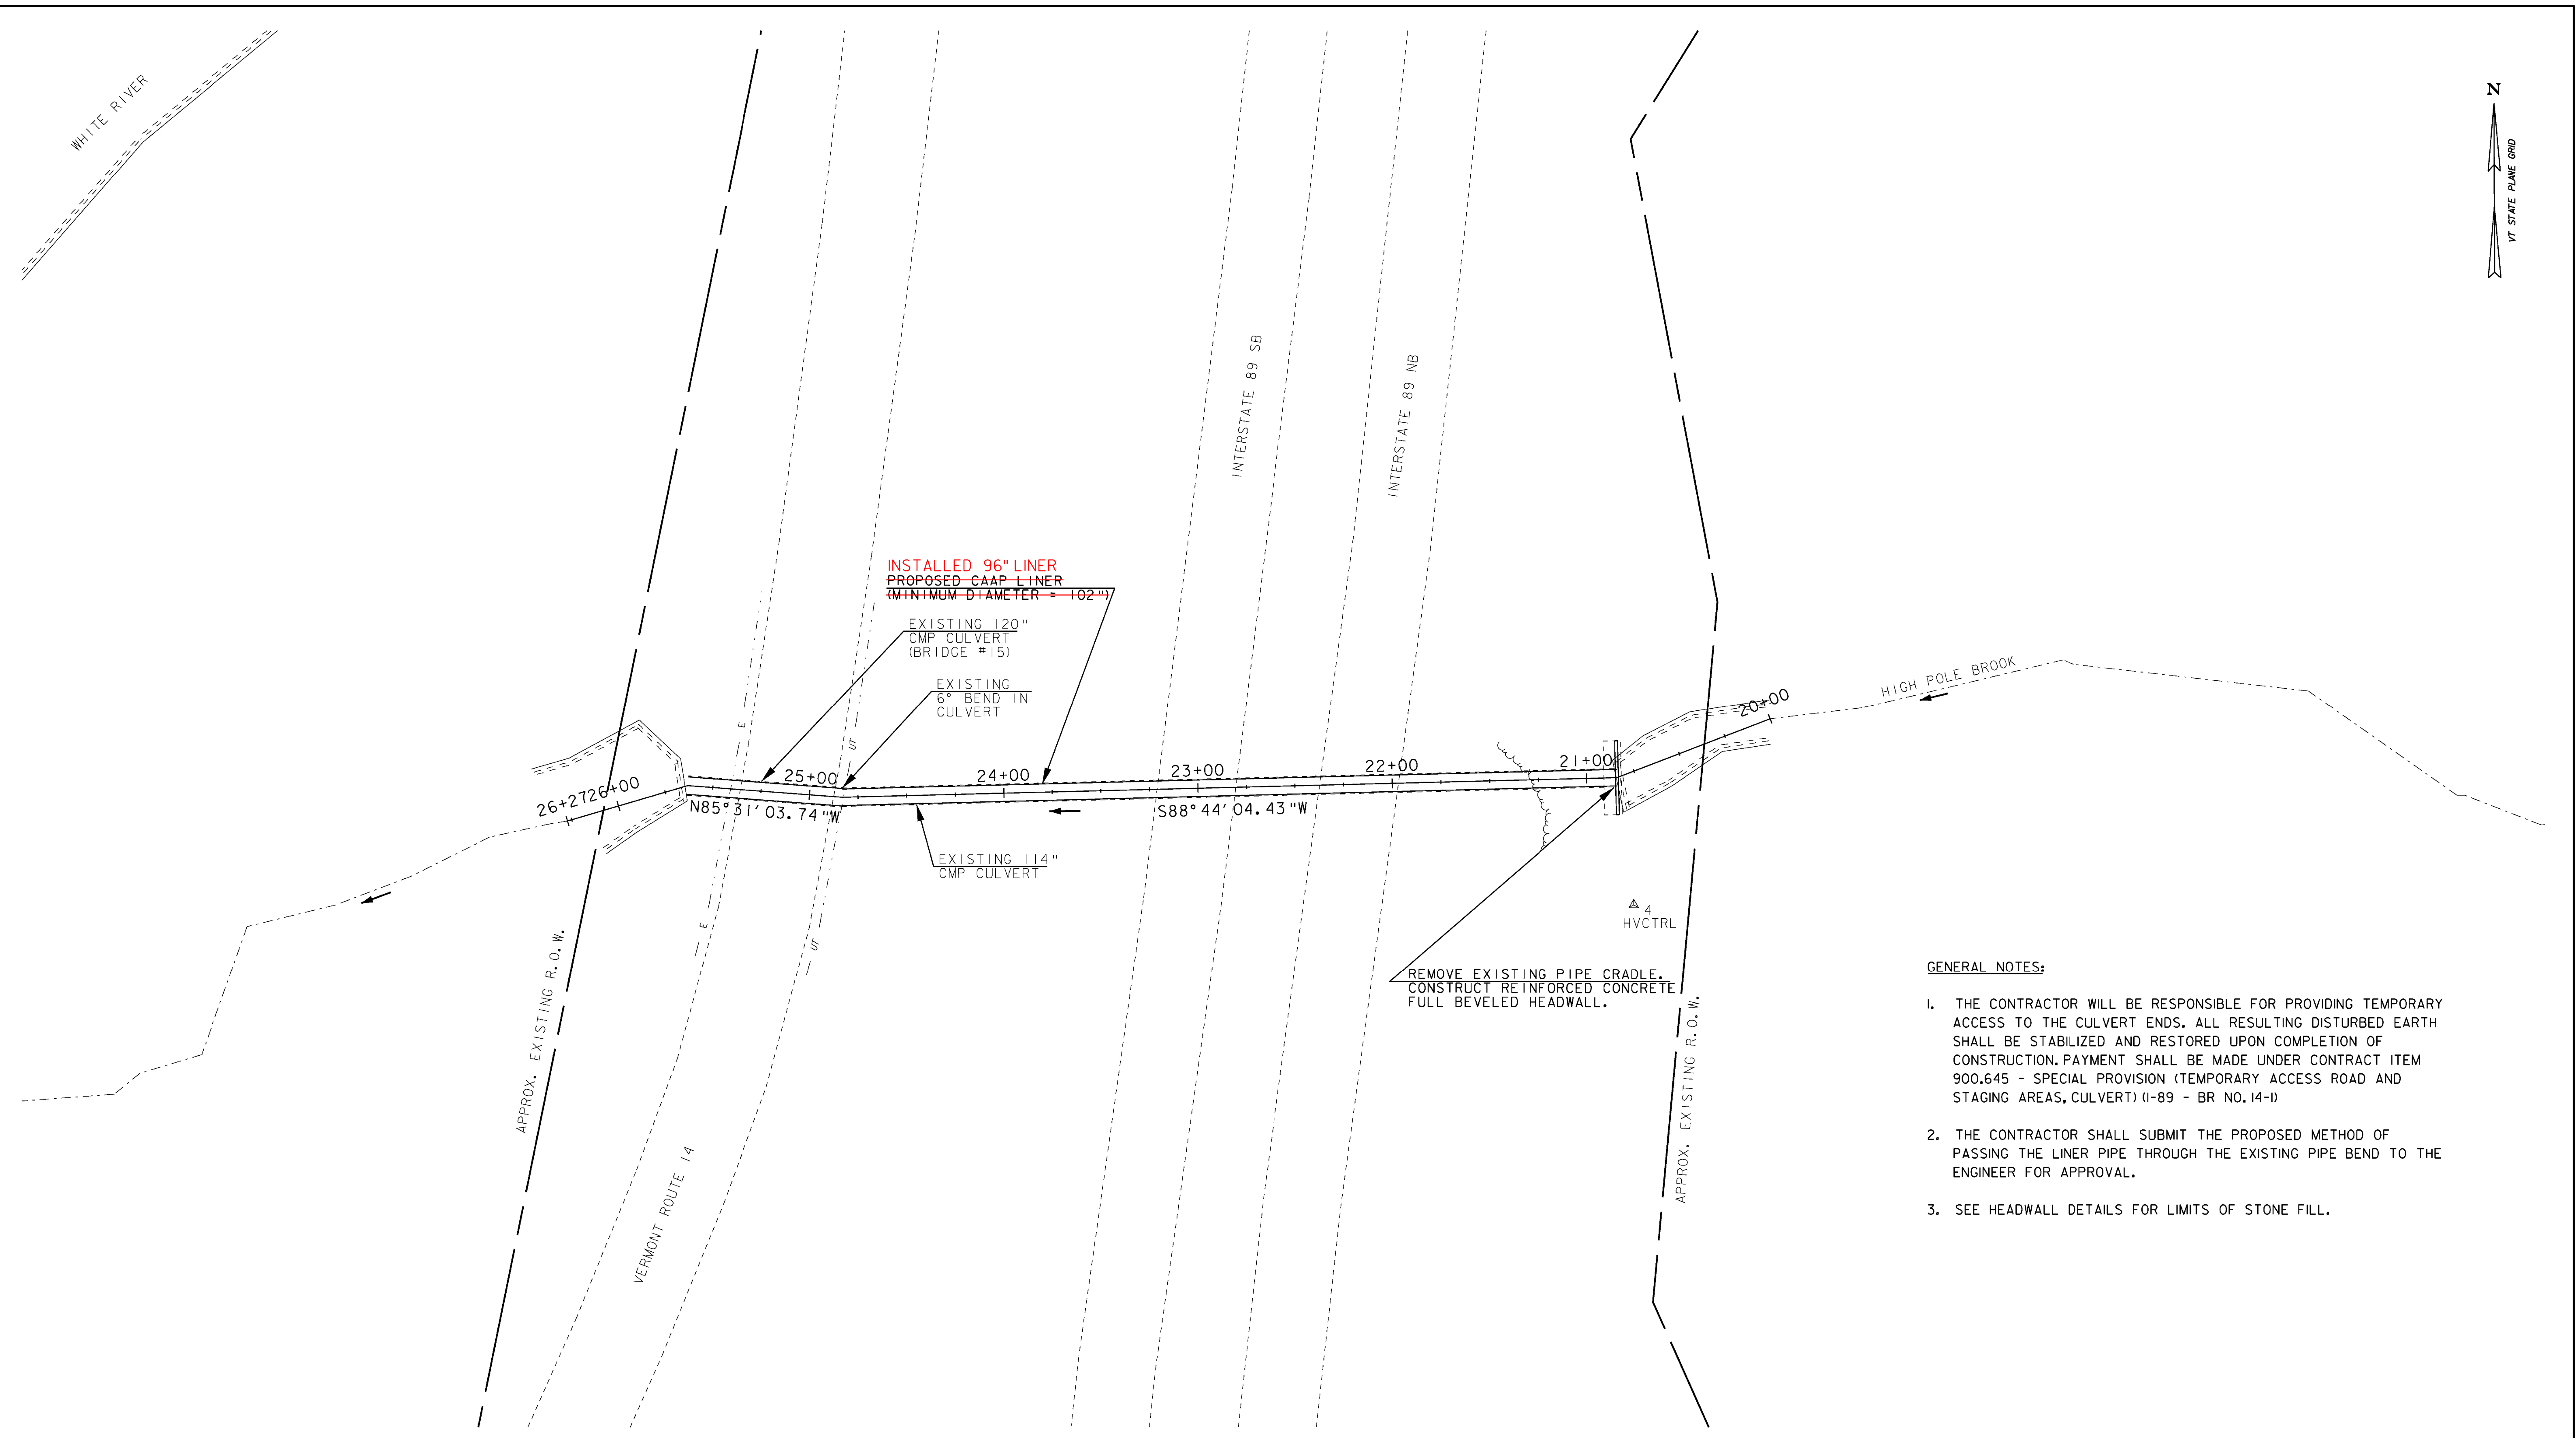 WHITE RIVER
N
VT STATE PLANE GRID
INTERSTATE 89 SB
INTERSTATE 89 NB
INSTALLED 96" LINER
PROPOSED CAAP LINER
(MINIMUM DIAMETER = 102")
EXISTING 120"
CMP CULVERT
(BRIDGE #15)
EXISTING
6° BEND IN
CULVERT
HIGH POLE BROOK
E
ST
26+27
26+00
25+00
24+00
23+00
22+00
21+00
20+00
N85°31'03.74"W
S88°44'04.43"W
EXISTING 114"
CMP CULVERT
E
ST
4
HVCTRL
REMOVE EXISTING PIPE CRADLE.
CONSTRUCT REINFORCED CONCRETE
FULL BEVELED HEADWALL.
APPROX. EXISTING R.O.W.
APPROX. EXISTING R.O.W.
VERMONT ROUTE 14
GENERAL NOTES:
1. THE CONTRACTOR WILL BE RESPONSIBLE FOR PROVIDING TEMPORARY
ACCESS TO THE CULVERT ENDS. ALL RESULTING DISTURBED EARTH
SHALL BE STABILIZED AND RESTORED UPON COMPLETION OF
CONSTRUCTION. PAYMENT SHALL BE MADE UNDER CONTRACT ITEM
900.645 - SPECIAL PROVISION (TEMPORARY ACCESS ROAD AND
STAGING AREAS, CULVERT) (I-89 - BR NO. 14-1)
2. THE CONTRACTOR SHALL SUBMIT THE PROPOSED METHOD OF
PASSING THE LINER PIPE THROUGH THE EXISTING PIPE BEND TO THE
ENGINEER FOR APPROVAL.
3. SEE HEADWALL DETAILS FOR LIMITS OF STONE FILL.